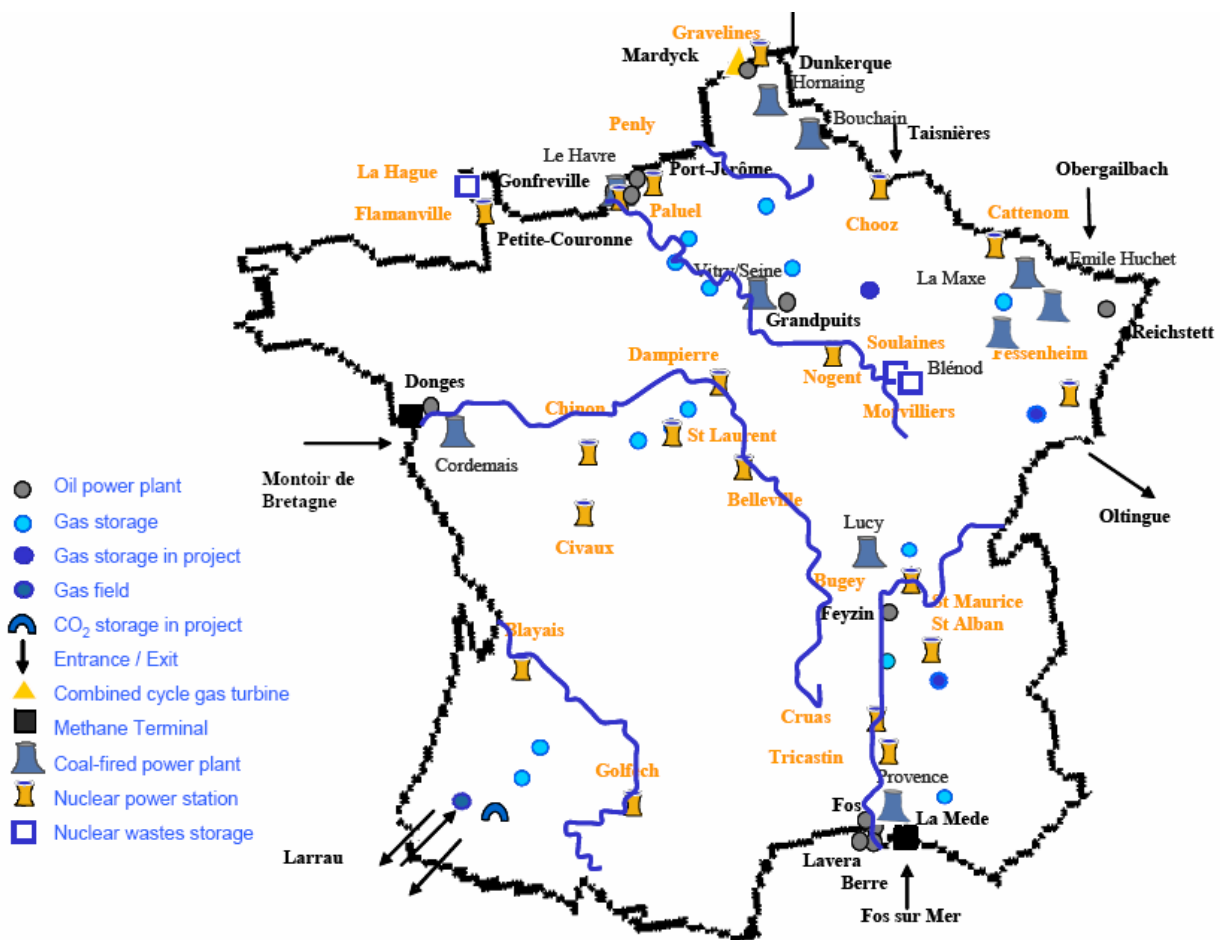 Gravelines
Mardyck
Dunkerque
Hornaing
Bouchain
Penly
Taisnières
Le Havre
Port-Jérôme
Obergailbach
La Hague
Gonfreville
Flamanville
Paluel
Chooz
Cattenom
Petite-Couronne
Emile Huchet
Vitry/Seine
La Maxe
Grandpuits
Reichstett
Soulaines
Dampierre
Fessenheim
Nogent
Blénod
Donges
Chinon
Morvilliers
St Laurent
Cordemais
Montoir de
Bretagne
Belleville
Oltingue
Lucy
Civaux
Bugey
St Maurice
Feyzin
St Alban
Blayais
Cruas
Tricastin
Golfech
Provence
Fos
La Mede
Larrau
Lavera
Berre
Fos sur Mer
Oil power plant
Gas storage
Gas storage in project
Gas field
CO2 storage in project
Entrance / Exit
Combined cycle gas turbine
Methane Terminal
Coal-fired power plant
Nuclear power station
Nuclear wastes storage